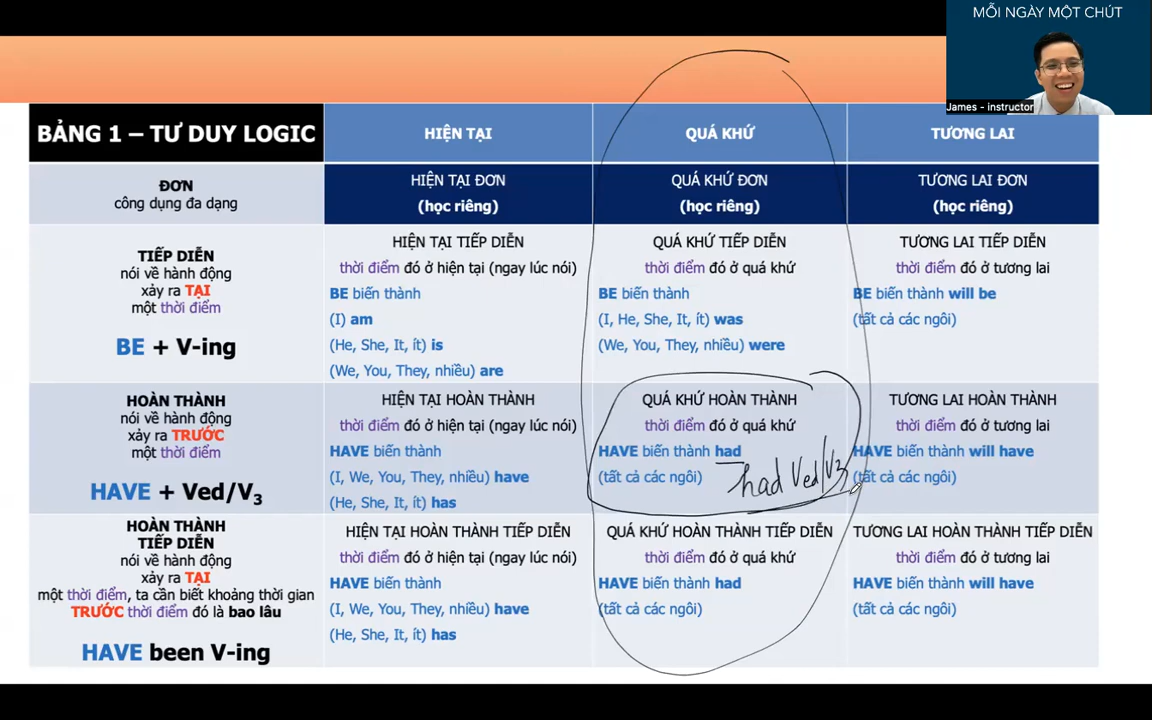 MỖI NGÀY MỘT CHÚT
James - instructor
BẢNG 1 – TƯ DUY LOGIC
HIỆN TẠI
QUÁ KHỨ
TƯƠNG LAI
ĐƠN
công dụng đa dạng
HIỆN TẠI ĐƠN
(học riêng)
QUÁ KHỨ ĐƠN
(học riêng)
TƯƠNG LAI ĐƠN
(học riêng)
TIẾP DIỄN
nói về hành động
xảy ra TẠI
một thời điểm
BE + V-ing
HIỆN TẠI TIẾP DIỄN
thời điểm đó ở hiện tại (ngay lúc nói)
BE biến thành
(I) am
(He, She, It, ít) is
(We, You, They, nhiều) are
QUÁ KHỨ TIẾP DIỄN
thời điểm đó ở quá khứ
BE biến thành
(I, He, She, It, ít) was
(We, You, They, nhiều) were
TƯƠNG LAI TIẾP DIỄN
thời điểm đó ở tương lai
BE biến thành will be
(tất cả các ngôi)
HOÀN THÀNH
nói về hành động
xảy ra TRƯỚC
một thời điểm
HAVE + Ved/V3
HIỆN TẠI HOÀN THÀNH
thời điểm đó ở hiện tại (ngay lúc nói)
HAVE biến thành
(I, We, You, They, nhiều) have
(He, She, It, ít) has
QUÁ KHỨ HOÀN THÀNH
thời điểm đó ở quá khứ
HAVE biến thành had
(tất cả các ngôi)
had Ved/V3
TƯƠNG LAI HOÀN THÀNH
thời điểm đó ở tương lai
HAVE biến thành will have
(tất cả các ngôi)
HOÀN THÀNH
TIẾP DIỄN
nói về hành động
xảy ra TẠI
một thời điểm, ta cần biết khoảng thời gian
TRƯỚC thời điểm đó là bao lâu
HAVE been V-ing
HIỆN TẠI HOÀN THÀNH TIẾP DIỄN
thời điểm đó ở hiện tại (ngay lúc nói)
HAVE biến thành
(I, We, You, They, nhiều) have
(He, She, It, ít) has
QUÁ KHỨ HOÀN THÀNH TIẾP DIỄN
thời điểm đó ở quá khứ
HAVE biến thành had
(tất cả các ngôi)
TƯƠNG LAI HOÀN THÀNH TIẾP DIỄN
thời điểm đó ở tương lai
HAVE biến thành will have
(tất cả các ngôi)